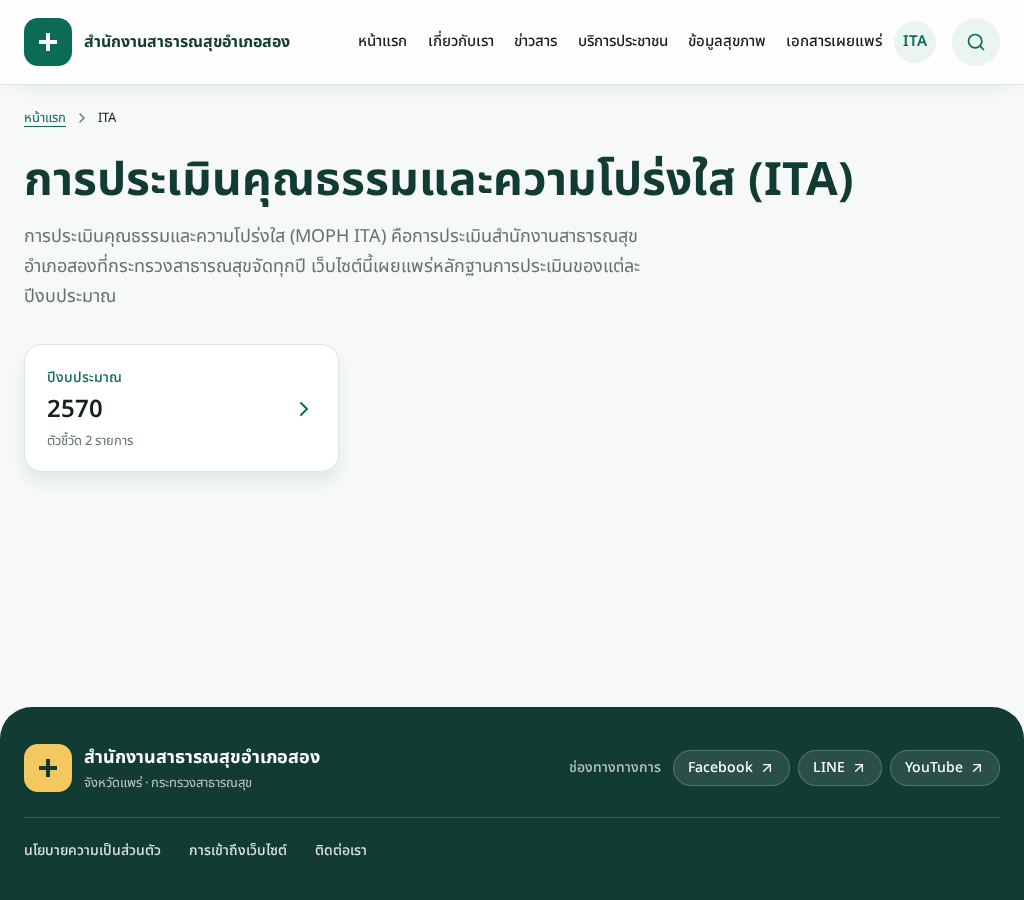 สำนักงานสาธารณสุขอำเภอสอง
หน้าแรก เกี่ยวกับเรา ข่าวสาร บริการประชาชน ข้อมูลสุขภาพ เอกสารเผยแพร่ ITA
หน้าแรก ITA
การประเมินคุณธรรมและความโปร่งใส (ITA)
การประเมินคุณธรรมและความโปร่งใส (MOPH ITA) คือการประเมินสำนักงานสาธารณสุข
อำเภอสองที่กระทรวงสาธารณสุขจัดทุกปี เว็บไซต์นี้เผยแพร่หลักฐานการประเมินของแต่ละ
ปีงบประมาณ
ปีงบประมาณ
2570
ตัวชี้วัด 2 รายการ
สำนักงานสาธารณสุขอำเภอสอง
จังหวัดแพร่ · กระทรวงสาธารณสุข
ช่องทางทางการ Facebook LINE YouTube
นโยบายความเป็นส่วนตัว การเข้าถึงเว็บไซต์ ติดต่อเรา